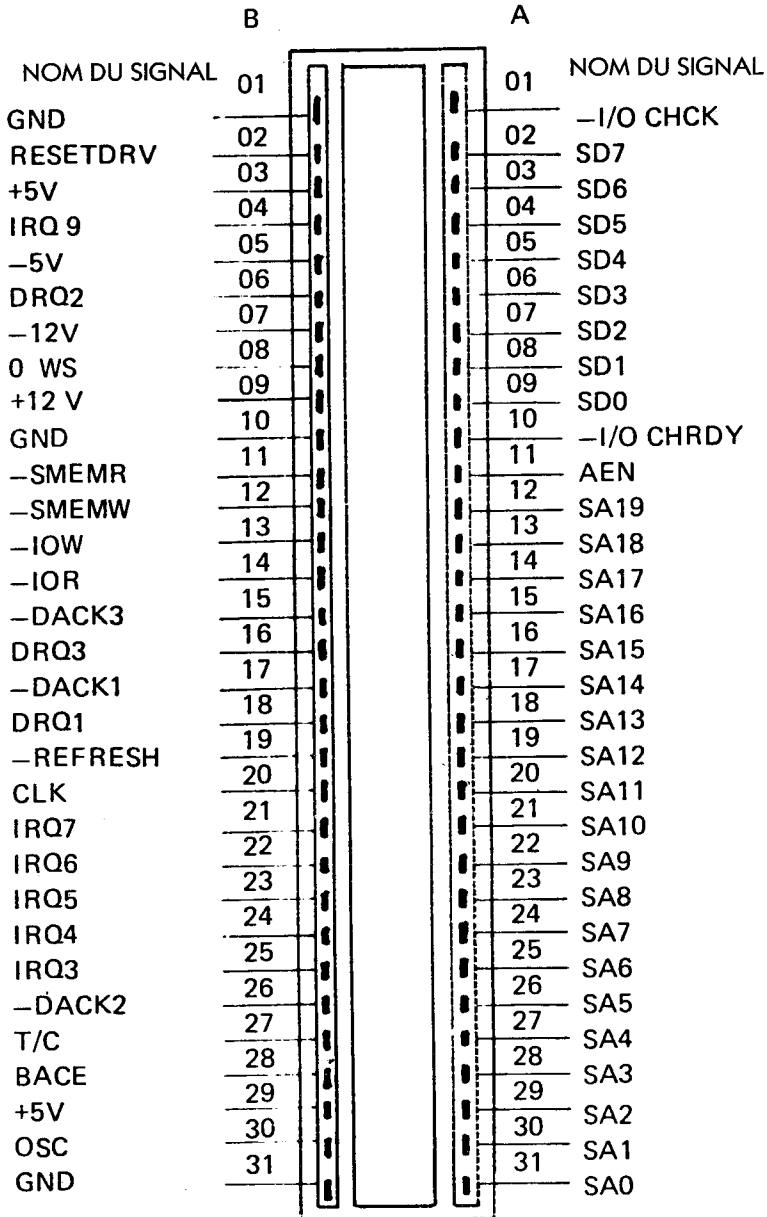 B A
NOM DU SIGNAL 01 01 NOM DU SIGNAL
GND 02 02 –I/O CHCK
RESETDRV 03 03 SD7
+5V 04 04 SD6
IRQ 9 05 05 SD5
–5V 06 06 SD4
DRQ2 07 07 SD3
–12V 08 08 SD2
0 WS 09 09 SD1
+12 V 10 10 SD0
GND 11 11 –I/O CHRDY
–SMEMR 12 12 AEN
–SMEMW 13 13 SA19
–IOW 14 14 SA18
–IOR 15 15 SA17
–DACK3 16 16 SA16
DRQ3 17 17 SA15
–DACK1 18 18 SA14
DRQ1 19 19 SA13
–REFRESH 20 20 SA12
CLK 21 21 SA11
IRQ7 22 22 SA10
IRQ6 23 23 SA9
IRQ5 24 24 SA8
IRQ4 25 25 SA7
IRQ3 26 26 SA6
–DACK2 27 27 SA5
T/C 28 28 SA4
BACE 29 29 SA3
+5V 30 30 SA2
OSC 31 31 SA1
GND SA0